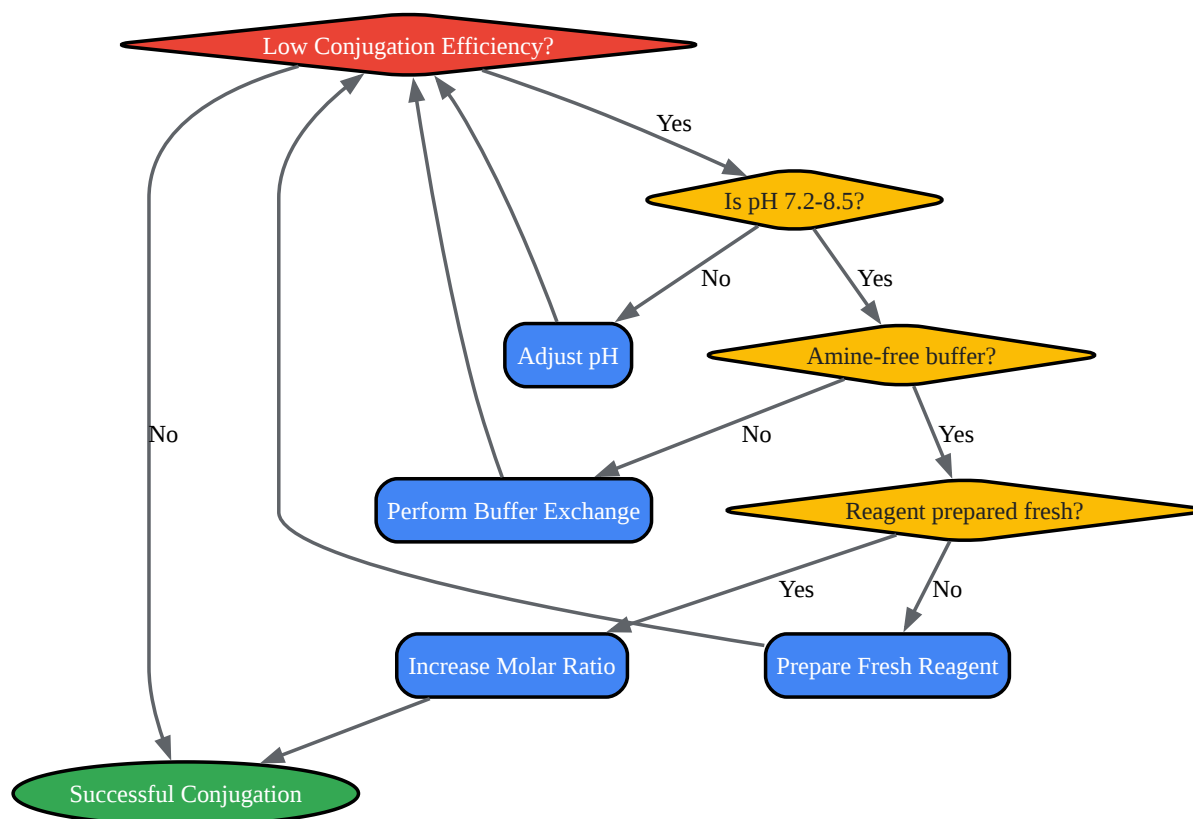 Low Conjugation Efficiency?
Yes
Is pH 7.2-8.5?
No
Yes
Adjust pH
Amine-free buffer?
No
No
Yes
Perform Buffer Exchange
Reagent prepared fresh?
Yes
No
Increase Molar Ratio
Prepare Fresh Reagent
Successful Conjugation